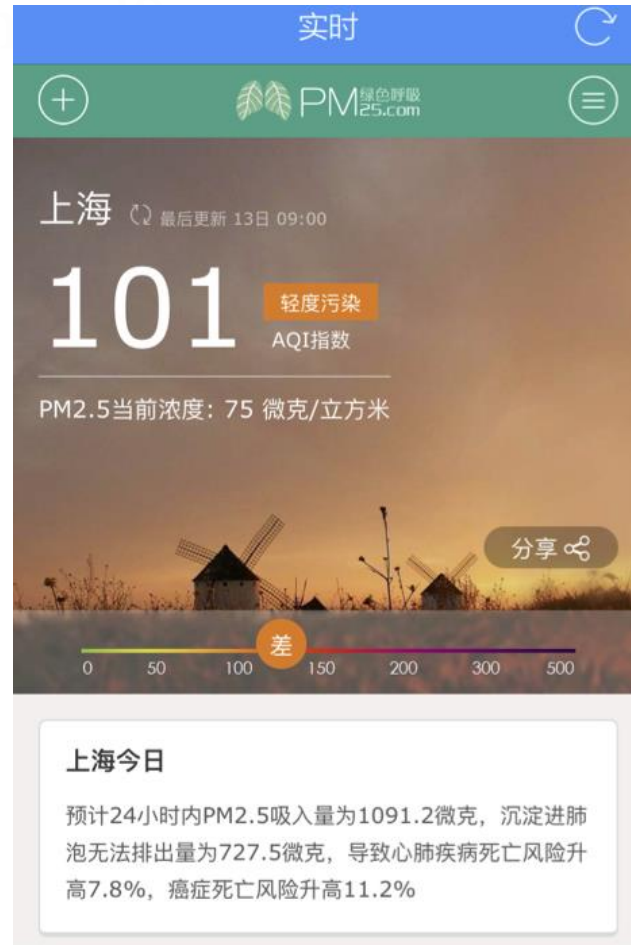 实时
PM绿色呼吸
25.com
上海 最后更新 13日 09:00
101 轻度污染
AQI指数
PM2.5当前浓度: 75 微克/立方米
分享
差
0 50 100 150 200 300 500
上海今日
预计24小时内PM2.5吸入量为1091.2微克，沉淀进肺
泡无法排出量为727.5微克，导致心肺疾病死亡风险升
高7.8%，癌症死亡风险升高11.2%